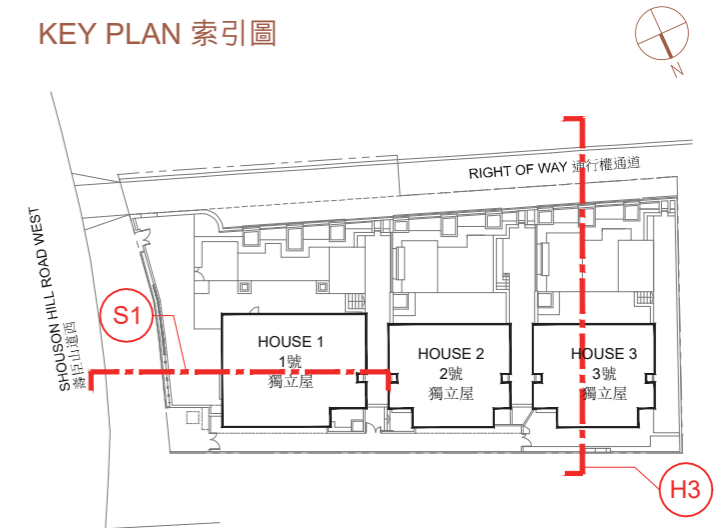 KEY PLAN 索引圖
N
RIGHT OF WAY 通行權通道
SHOUSON HILL ROAD WEST
壽臣山道西
S1
HOUSE 1
1號
獨立屋
HOUSE 2
2號
獨立屋
HOUSE 3
3號
獨立屋
H3